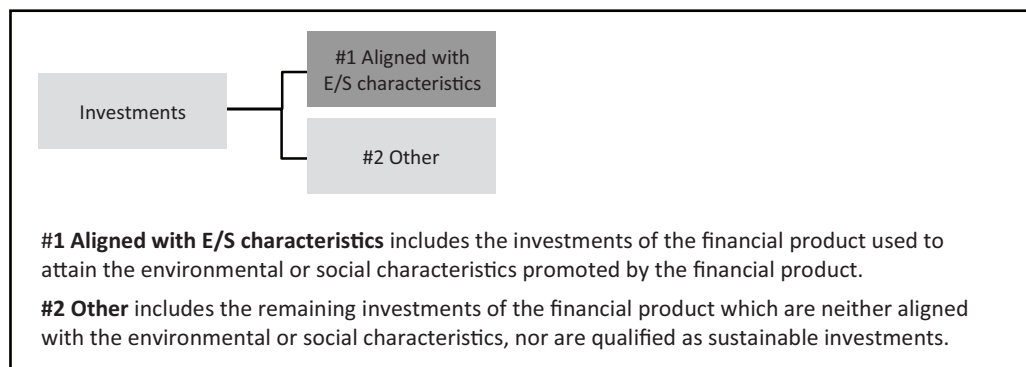 #1 Aligned with
E/S characteristics
Investments
#2 Other
#1 Aligned with E/S characteristics includes the investments of the financial product used to
attain the environmental or social characteristics promoted by the financial product.
#2 Other includes the remaining investments of the financial product which are neither aligned
with the environmental or social characteristics, nor are qualified as sustainable investments.